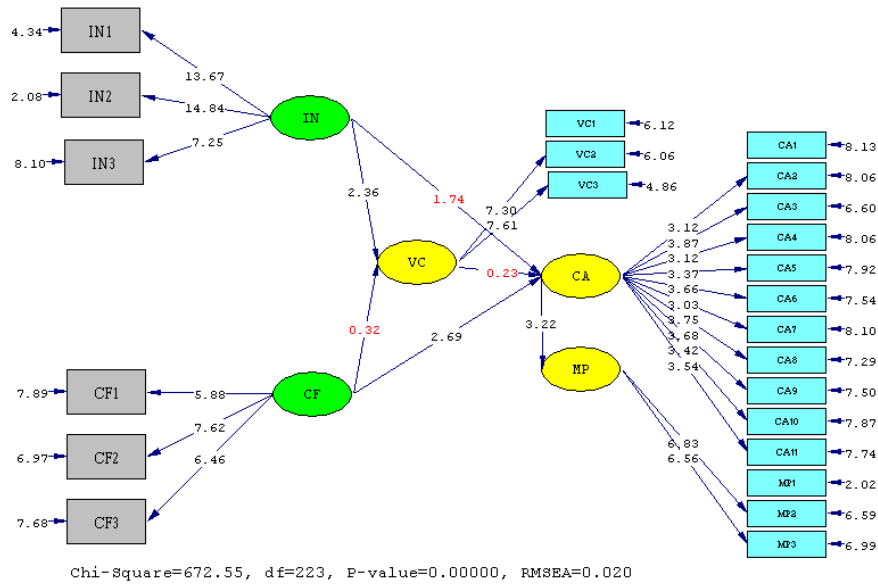 4.34
IN1
13.67
2.08
IN2
14.84
IN
7.25
8.10
IN3
2.36
1.74
VC1
6.12
VC2
6.06
VC3
4.86
7.30
7.61
VC
0.23
CA
0.32
2.69
3.22
MP
CF
7.89
CF1
5.88
7.62
6.97
CF2
6.46
7.68
CF3
CA1
8.13
CA2
8.06
CA3
6.60
CA4
8.06
CA5
7.92
CA6
7.54
CA7
8.10
CA8
7.29
CA9
7.50
CA10
7.87
CA11
7.74
MP1
2.02
MP2
6.59
MP3
6.99
3.12
3.87
3.12
3.37
3.66
3.03
3.75
3.68
3.42
3.54
6.83
6.56
Chi-Square=672.55, df=223, P-value=0.00000, RMSEA=0.020